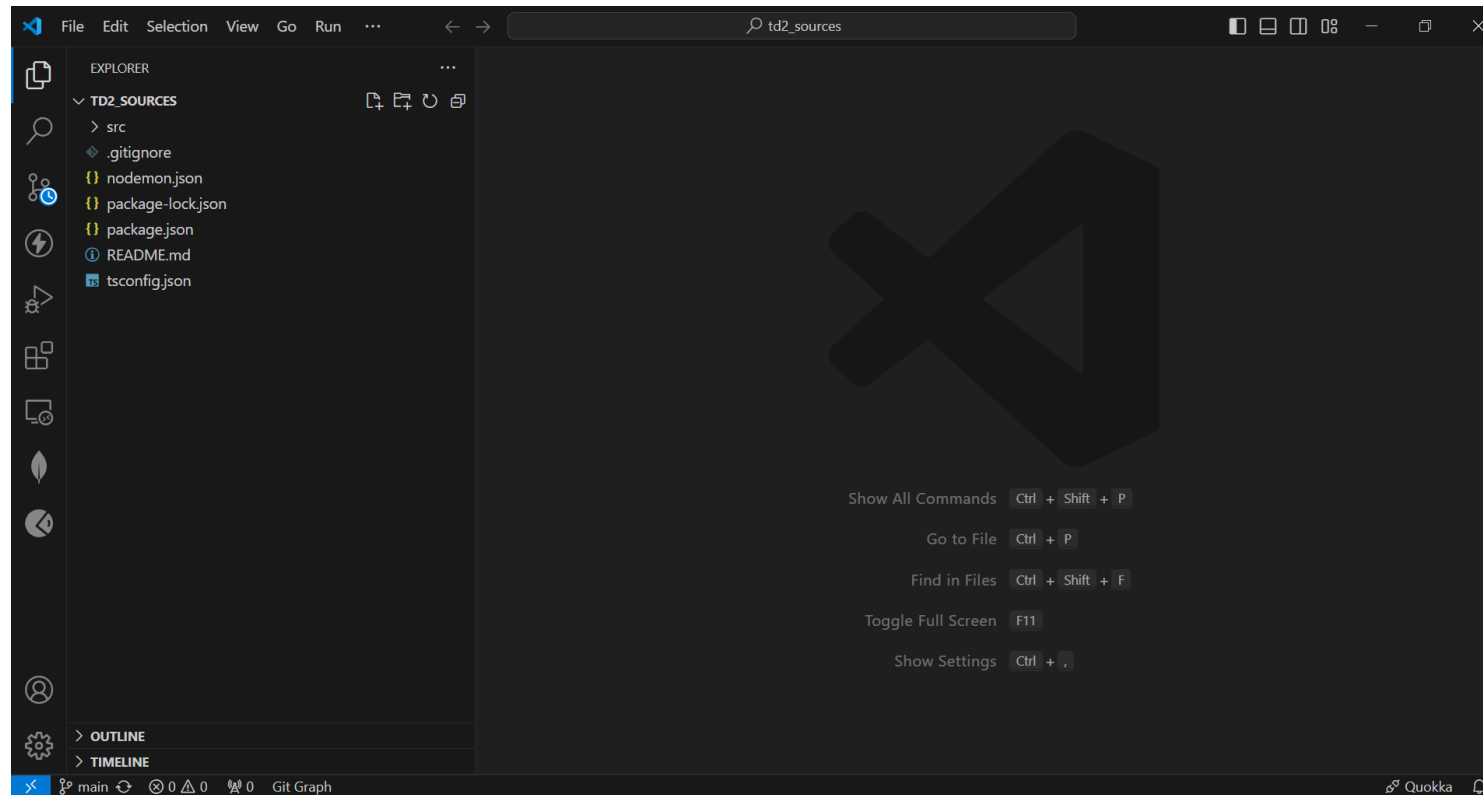 File Edit Selection View Go Run ··· td2_sources
EXPLORER ···
TD2_SOURCES
src
.gitignore
{} nodemon.json
{} package-lock.json
{} package.json
README.md
TS tsconfig.json
Show All Commands Ctrl + Shift + P
Go to File Ctrl + P
Find in Files Ctrl + Shift + F
Toggle Full Screen F11
Show Settings Ctrl + ,
OUTLINE
TIMELINE
main 0 0 0 Git Graph Quokka